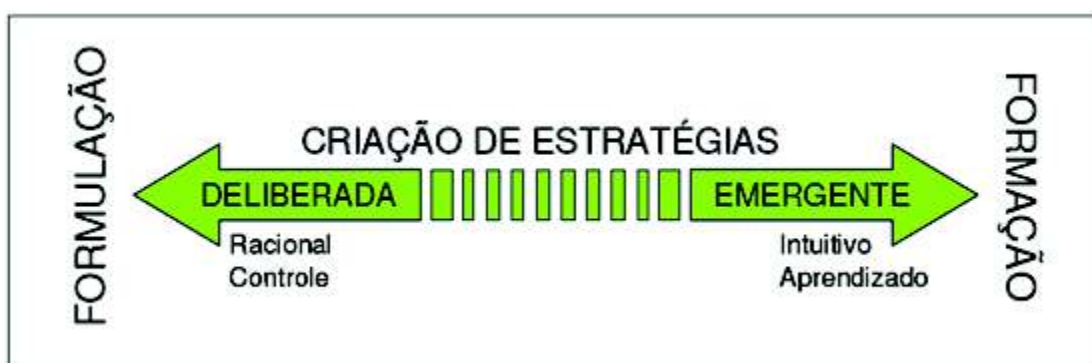 FORMULAÇÃO
CRIAÇÃO DE ESTRATÉGIAS
DELIBERADA
EMERGENTE
Racional
Controle
Intuitivo
Aprendizado
FORMAÇÃO